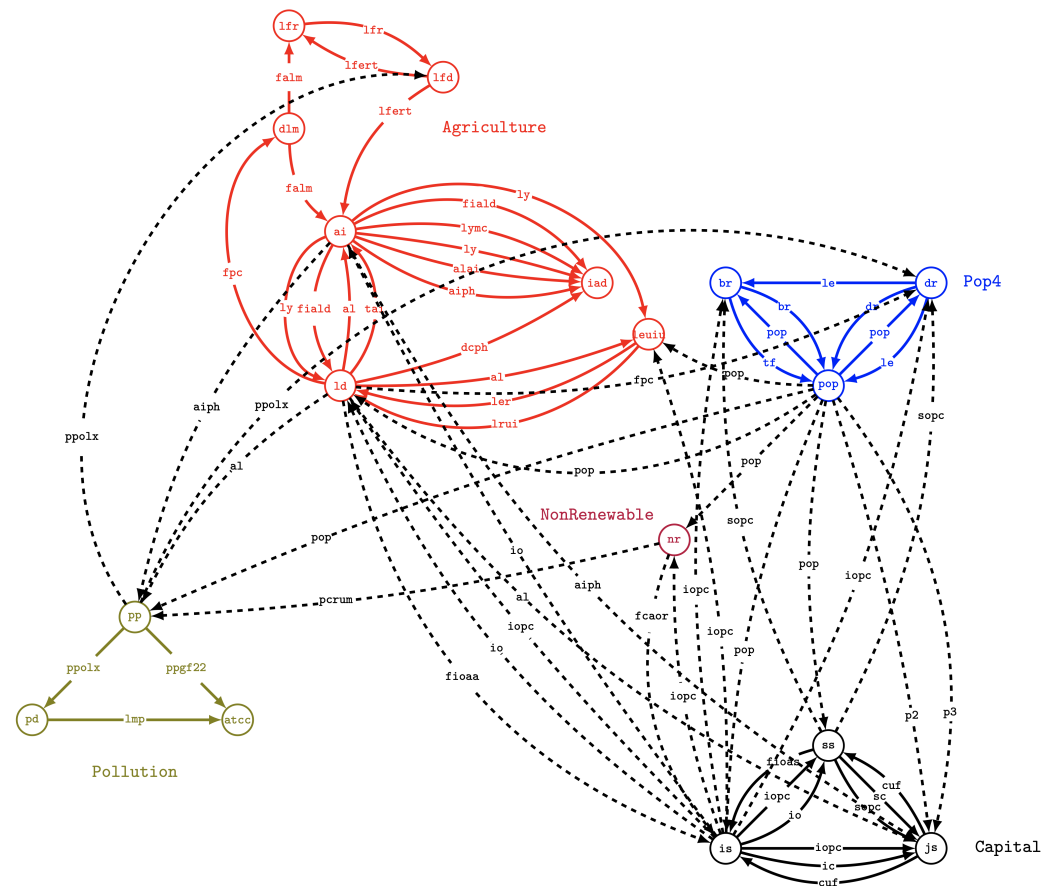 lfr
lfr
lfert
falm
lfd
lfert
dlm
Agriculture
falm
ly
fiald
ai
lymc
ly
alai
aiph
fpc
iad
br
le
dr
Pop4
ly
fiald
al
tal
br
dr
pop
pop
leuiu
dcph
tf
le
pop
al
fpc
pop
ld
ler
lrui
aiph
ppolx
sopc
ppolx
al
pop
pop
NonRenewable
sopc
pop
nr
io
pop
iopc
aiph
iopc
pcrum
al
fcaor
pp
iopc
iopc
io
pop
ppolx
ppgf22
fioaa
iopc
pd
lmp
atcc
p2
p3
ss
Pollution
fioas
cuf
iopc
sc
sopc
io
is
iopc
js
Capital
ic
cuf